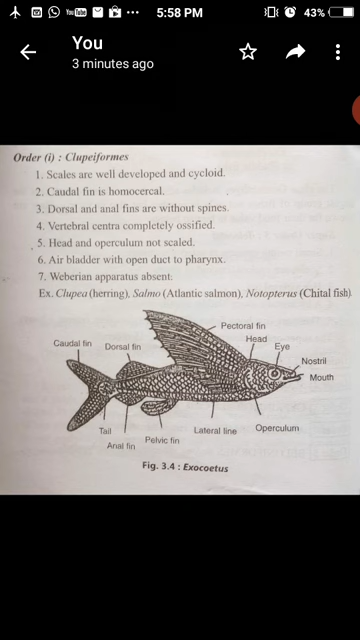 5:58 PM
43%
You
3 minutes ago
Order (i) : Clupeiformes
1. Scales are well developed and cycloid.
2. Caudal fin is homocercal.
3. Dorsal and anal fins are without spines.
4. Vertebral centra completely ossified.
5. Head and operculum not scaled.
6. Air bladder with open duct to pharynx.
7. Weberian apparatus absent.
Ex. Clupea (herring), Salmo (Atlantic salmon), Notopterus (Chital fish).
Pectoral fin
Caudal fin
Dorsal fin
Head
Eye
Nostril
Mouth
Tail
Anal fin
Pelvic fin
Lateral line
Operculum
Fig. 3.4 : Exocoetus